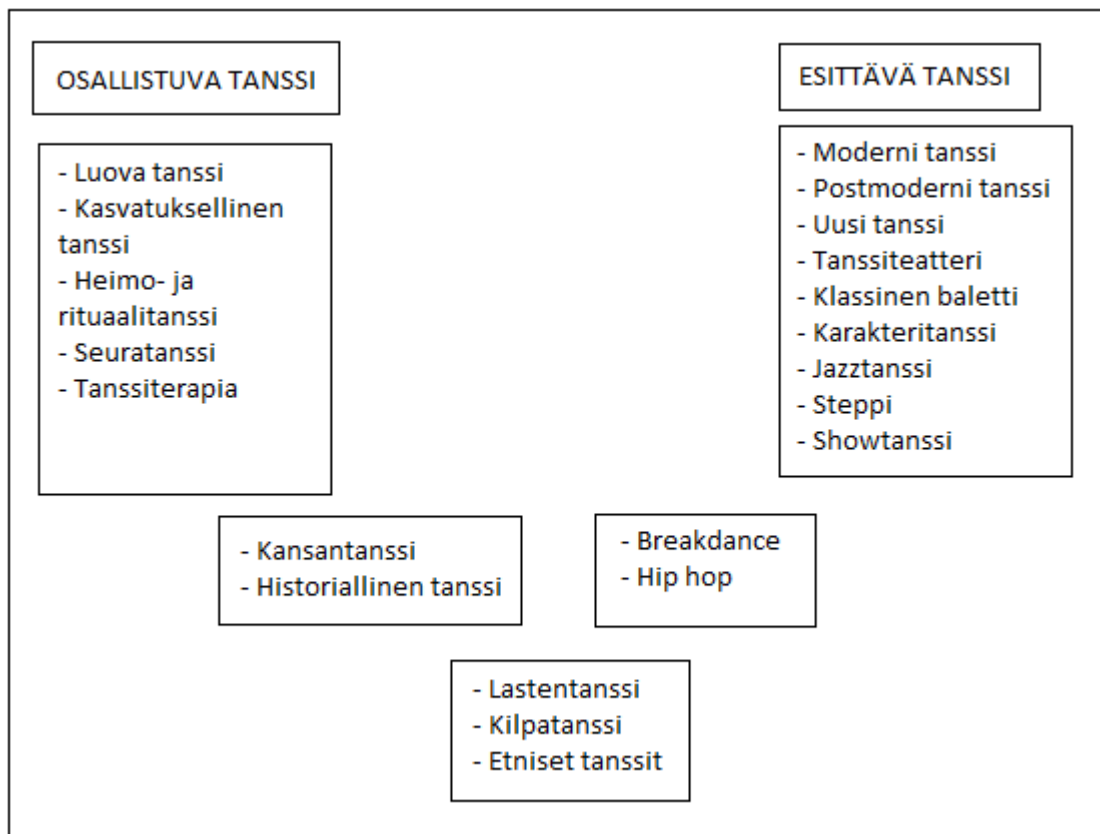 OSALLISTUVA TANSSI
- Luova tanssi
- Kasvatuksellinen
tanssi
- Heimo- ja
rituaalitanssi
- Seuratanssi
- Tanssiterapia
ESITTÄVÄ TANSSI
- Moderni tanssi
- Postmoderni tanssi
- Uusi tanssi
- Tanssiteatteri
- Klassinen baletti
- Karakteritanssi
- Jazztanssi
- Steppi
- Showtanssi
- Kansantanssi
- Historiallinen tanssi
- Breakdance
- Hip hop
- Lastentanssi
- Kilpatanssi
- Etniset tanssit